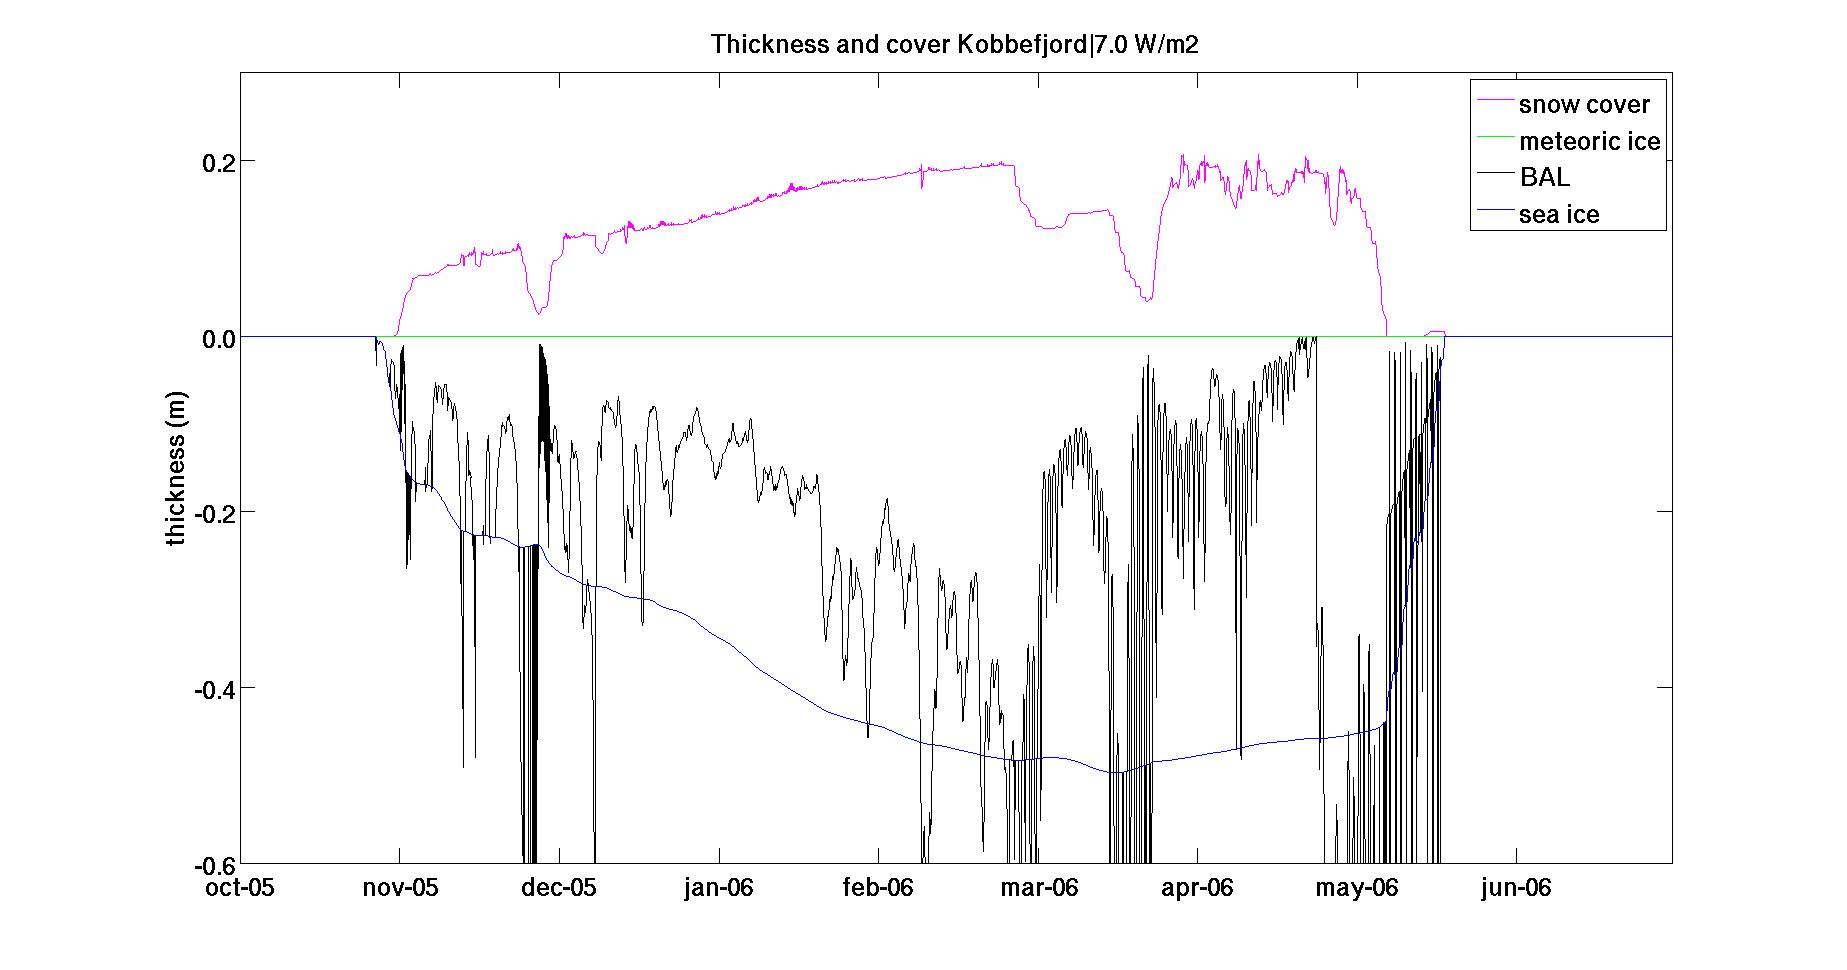 Thickness and cover Kobbefjord|7.0 W/m2
snow cover
meteoric ice
BAL
sea ice
thickness (m)
0.2
0.0
-0.2
-0.4
-0.6
oct-05 nov-05 dec-05 jan-06 feb-06 mar-06 apr-06 may-06 jun-06